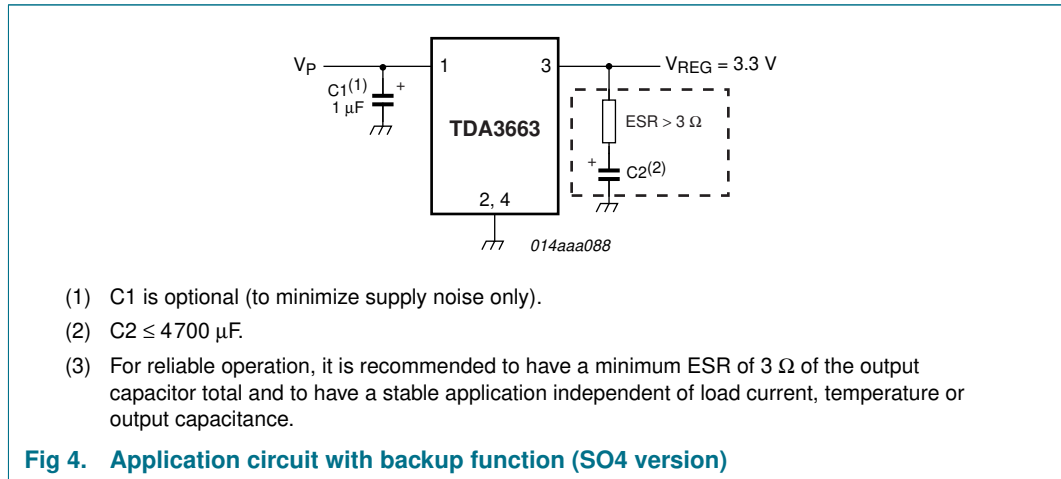 V_P
1
3
V_REG = 3.3 V
C1(1)
1 μF
+
TDA3663
ESR > 3 Ω
+
C2(2)
2, 4
014aaa088
(1) C1 is optional (to minimize supply noise only).
(2) C2 ≤ 4700 μF.
(3) For reliable operation, it is recommended to have a minimum ESR of 3 Ω of the output
capacitor total and to have a stable application independent of load current, temperature or
output capacitance.
Fig 4. Application circuit with backup function (SO4 version)